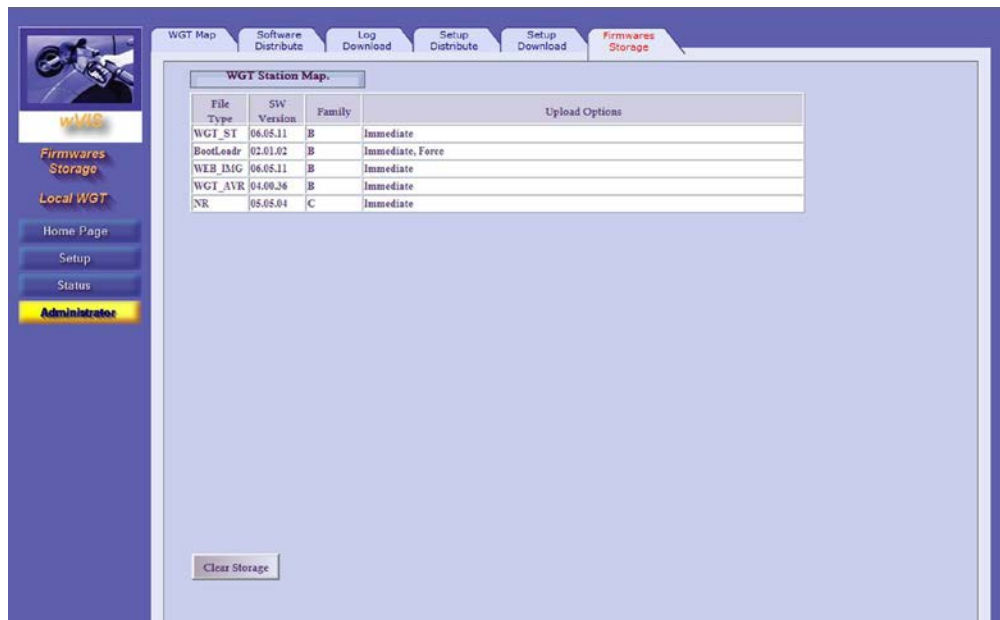 WGT Map
Software
Distribute
Log
Download
Setup
Distribute
Setup
Download
Firmwares
Storage
wVIS
Firmwares
Storage
Local WGT
Home Page
Setup
Status
Administrator
WGT Station Map.
File Type SW Version Family Upload Options
WGT_ST 06.05.11 B Immediate
BootLoadr 02.01.02 B Immediate, Force
WEB_IMG 06.05.11 B Immediate
WGT_AVR 04.00.36 B Immediate
NR 05.05.04 C Immediate
Clear Storage